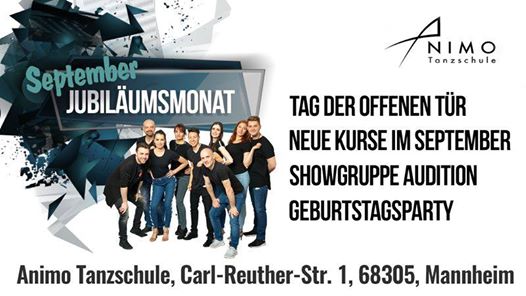 ANIMO
Tanzschule
September
JUBILÄUMSMONAT
TAG DER OFFENEN TÜR
NEUE KURSE IM SEPTEMBER
SHOWGRUPPE AUDITION
GEBURTSTAGSPARTY
Animo Tanzschule, Carl-Reuther-Str. 1, 68305, Mannheim